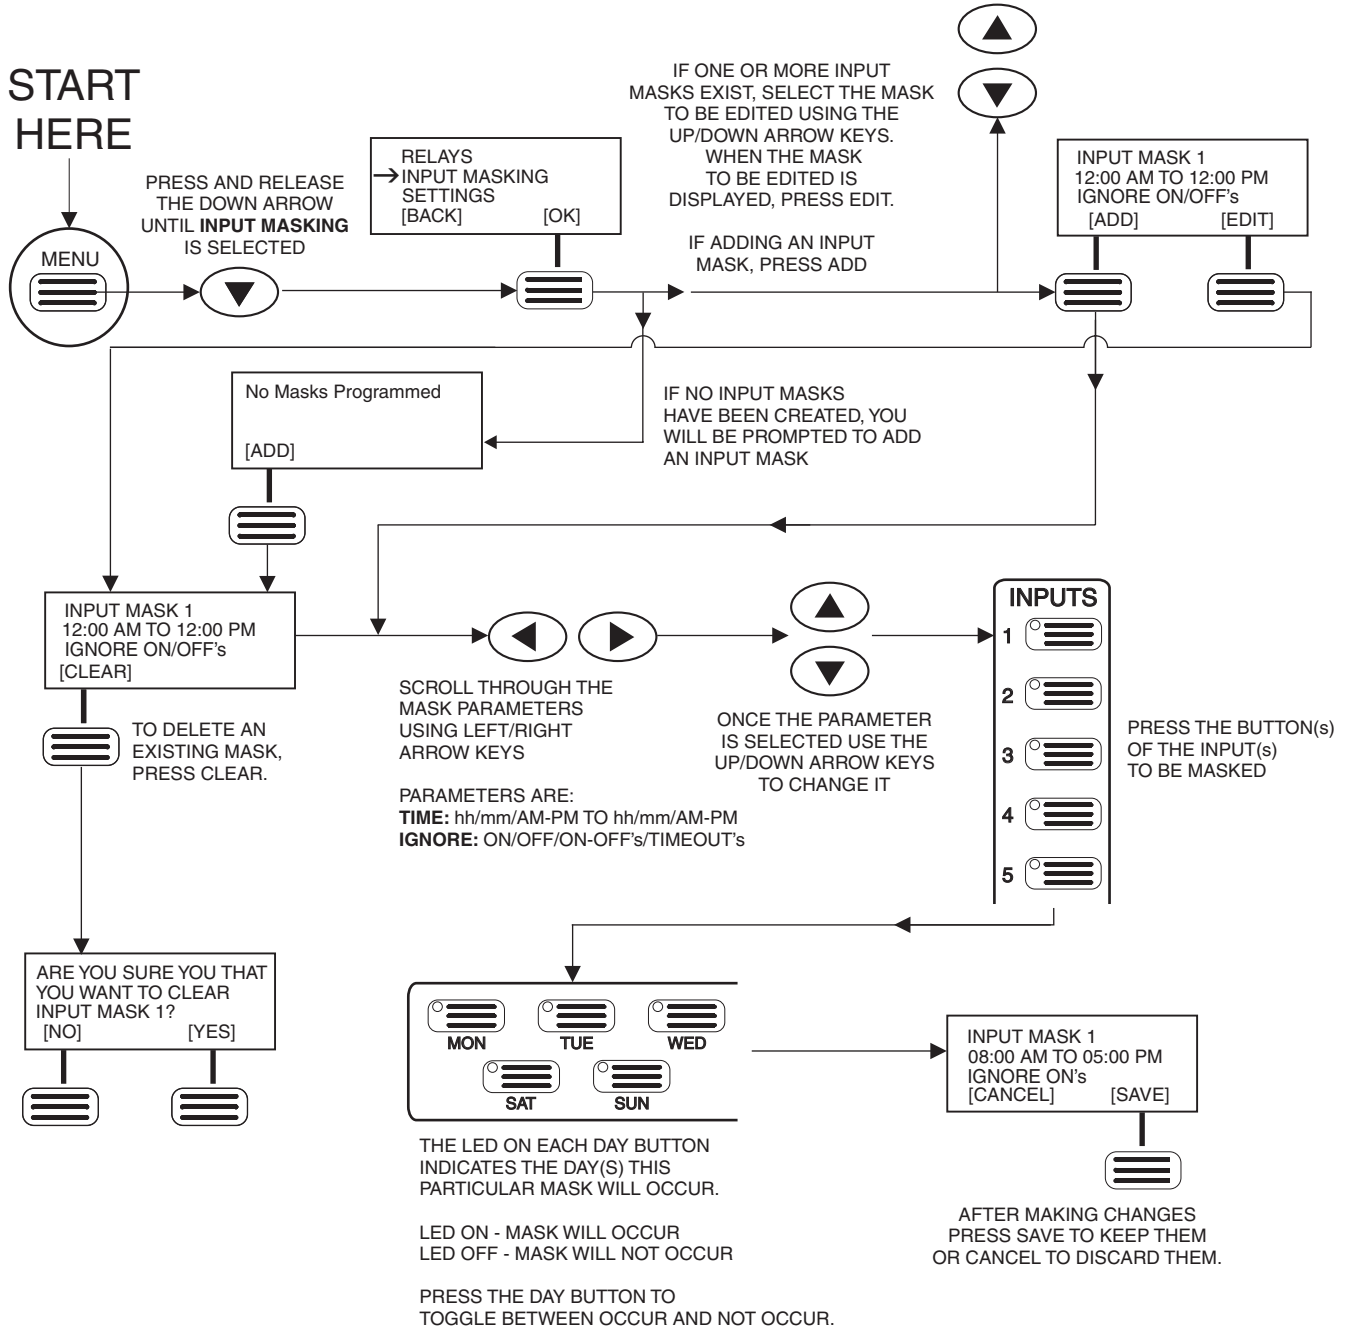 START
HERE
MENU
PRESS AND RELEASE
THE DOWN ARROW
UNTIL INPUT MASKING
IS SELECTED
RELAYS
INPUT MASKING
SETTINGS
[BACK] [OK]
IF ONE OR MORE INPUT
MASKS EXIST, SELECT THE MASK
TO BE EDITED USING THE
UP/DOWN ARROW KEYS.
WHEN THE MASK
TO BE EDITED IS
DISPLAYED, PRESS EDIT.
IF ADDING AN INPUT
MASK, PRESS ADD
INPUT MASK 1
12:00 AM TO 12:00 PM
IGNORE ON/OFF's
[ADD] [EDIT]
No Masks Programmed
[ADD]
IF NO INPUT MASKS
HAVE BEEN CREATED, YOU
WILL BE PROMPTED TO ADD
AN INPUT MASK
INPUT MASK 1
12:00 AM TO 12:00 PM
IGNORE ON/OFF's
[CLEAR]
TO DELETE AN
EXISTING MASK,
PRESS CLEAR.
SCROLL THROUGH THE
MASK PARAMETERS
USING LEFT/RIGHT
ARROW KEYS
PARAMETERS ARE:
TIME: hh/mm/AM-PM TO hh/mm/AM-PM
IGNORE: ON/OFF/ON-OFF's/TIMEOUT's
ONCE THE PARAMETER
IS SELECTED USE THE
UP/DOWN ARROW KEYS
TO CHANGE IT
INPUTS
1
2
3
4
5
PRESS THE BUTTON(s)
OF THE INPUT(s)
TO BE MASKED
ARE YOU SURE YOU THAT
YOU WANT TO CLEAR
INPUT MASK 1?
[NO] [YES]
MON TUE WED
SAT SUN
THE LED ON EACH DAY BUTTON
INDICATES THE DAY(S) THIS
PARTICULAR MASK WILL OCCUR.
LED ON - MASK WILL OCCUR
LED OFF - MASK WILL NOT OCCUR
PRESS THE DAY BUTTON TO
TOGGLE BETWEEN OCCUR AND NOT OCCUR.
INPUT MASK 1
08:00 AM TO 05:00 PM
IGNORE ON's
[CANCEL] [SAVE]
AFTER MAKING CHANGES
PRESS SAVE TO KEEP THEM
OR CANCEL TO DISCARD THEM.